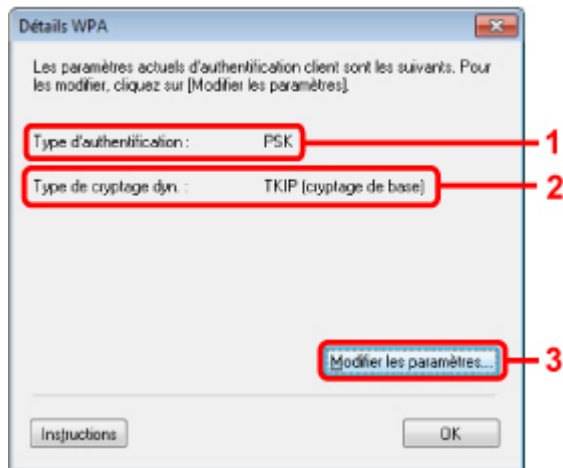 Détails WPA
Les paramètres actuels d'authentification client sont les suivants. Pour
les modifier, cliquez sur [Modifier les paramètres].
Type d'authentification : PSK 1
Type de cryptage dyn. : TKIP (cryptage de base) 2
Modifier les paramètres... 3
Instructions OK